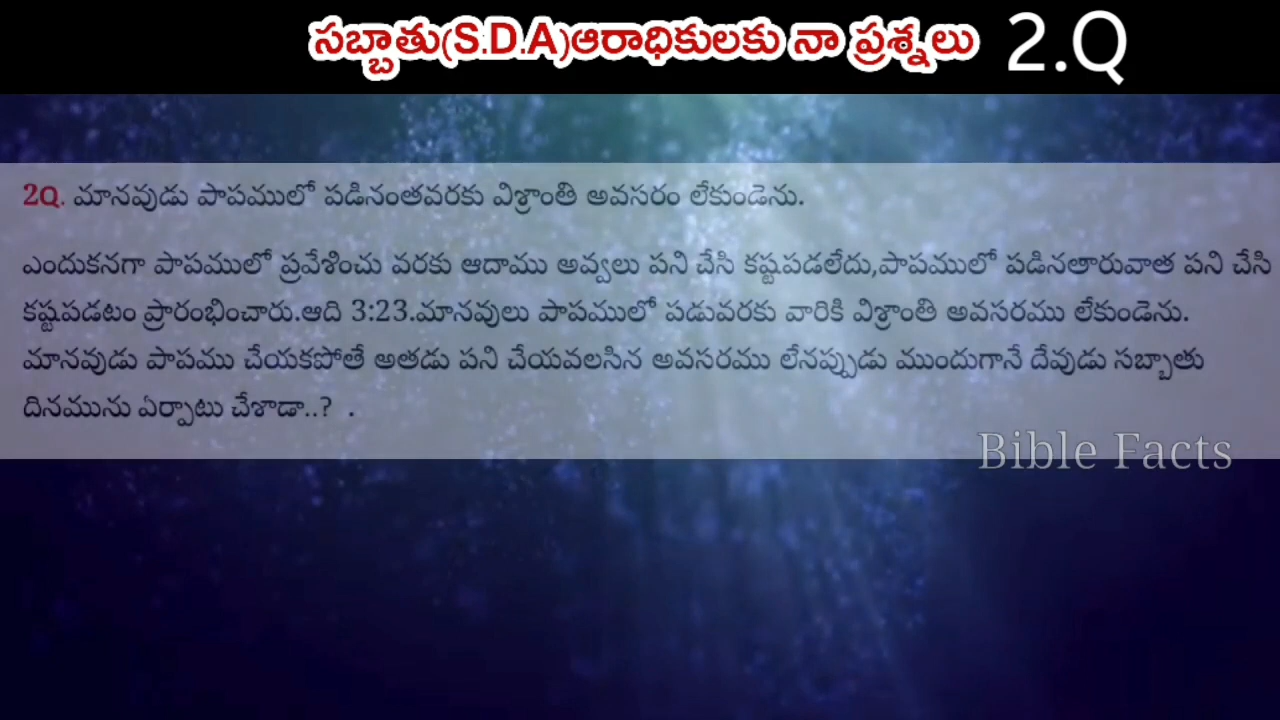 సబ్బాతు(S.D.A)ఆరాధికులకు నా ప్రశ్నలు 2.Q
2Q. మానవుడు పాపములో పడినంతవరకు విశ్రాంతి అవసరం లేకుండెను.
ఎందుకనగా పాపములో ప్రవేశించు వరకు ఆదాము అవ్వలు పని చేసి కష్టపడలేదు,పాపములో పడినతారువాత పని చేసి
కష్టపడటం ప్రారంభించారు.ఆది 3:23.మానవులు పాపములో పడువరకు వారికి విశ్రాంతి అవసరము లేకుండెను.
మానవుడు పాపము చేయకపోతే అతడు పని చేయవలసిన అవసరము లేనప్పుడు ముందుగానే దేవుడు సబ్బాతు
దినమును ఏర్పాటు చేశాడా..? .
Bible Facts